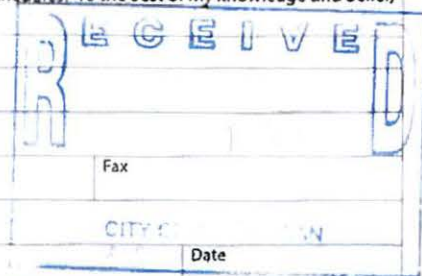 to the best of my knowledge and belief,
RECEIVED
Fax
CITY
Date